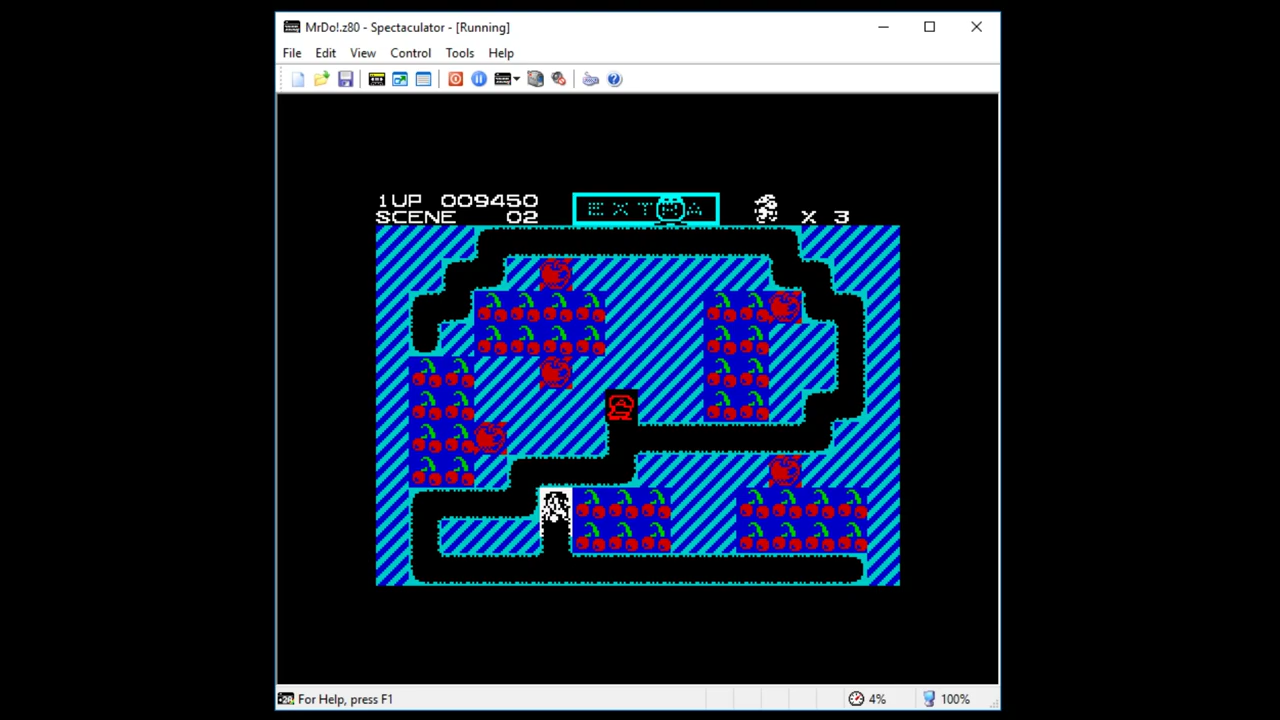 MrDo!.z80 - Spectaculator - [Running]
File Edit View Control Tools Help
1UP 009450
SCENE 02
E X T A
X 3
For Help, press F1
4%
100%